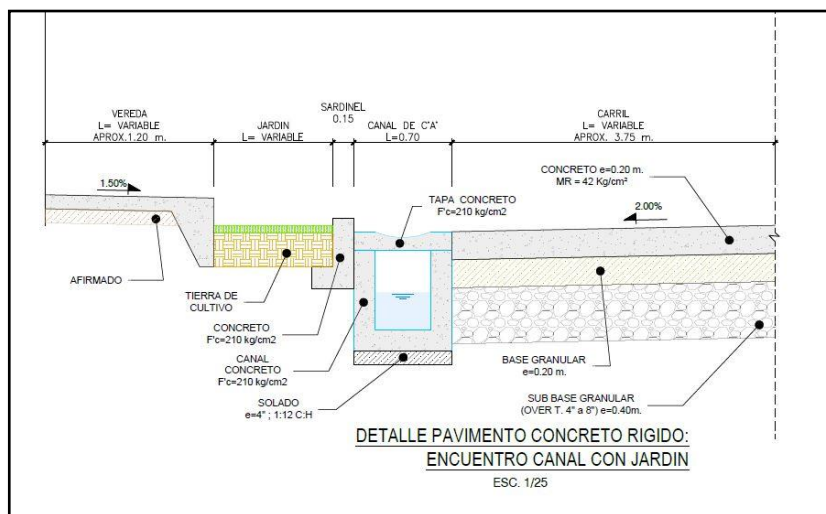 VEREDA
L= VARIABLE
APROX.1.20 m.
JARDIN
L= VARIABLE
SARDINEL
0.15
CANAL DE C°A°
L=0.70
CARRIL
L= VARIABLE
APROX. 3.75 m.
1.50%
CONCRETO e=0.20 m.
MR = 42 Kg/cm²
TAPA CONCRETO
F'c=210 kg/cm2
2.00%
AFIRMADO
TIERRA DE
CULTIVO
CONCRETO
F'c=210 kg/cm2
CANAL
CONCRETO
F'c=210 kg/cm2
SOLADO
e=4" ; 1:12 C:H
BASE GRANULAR
e=0.20 m.
SUB BASE GRANULAR
(OVER T. 4" a 8") e=0.40m.
DETALLE PAVIMENTO CONCRETO RIGIDO:
ENCUENTRO CANAL CON JARDIN
ESC. 1/25